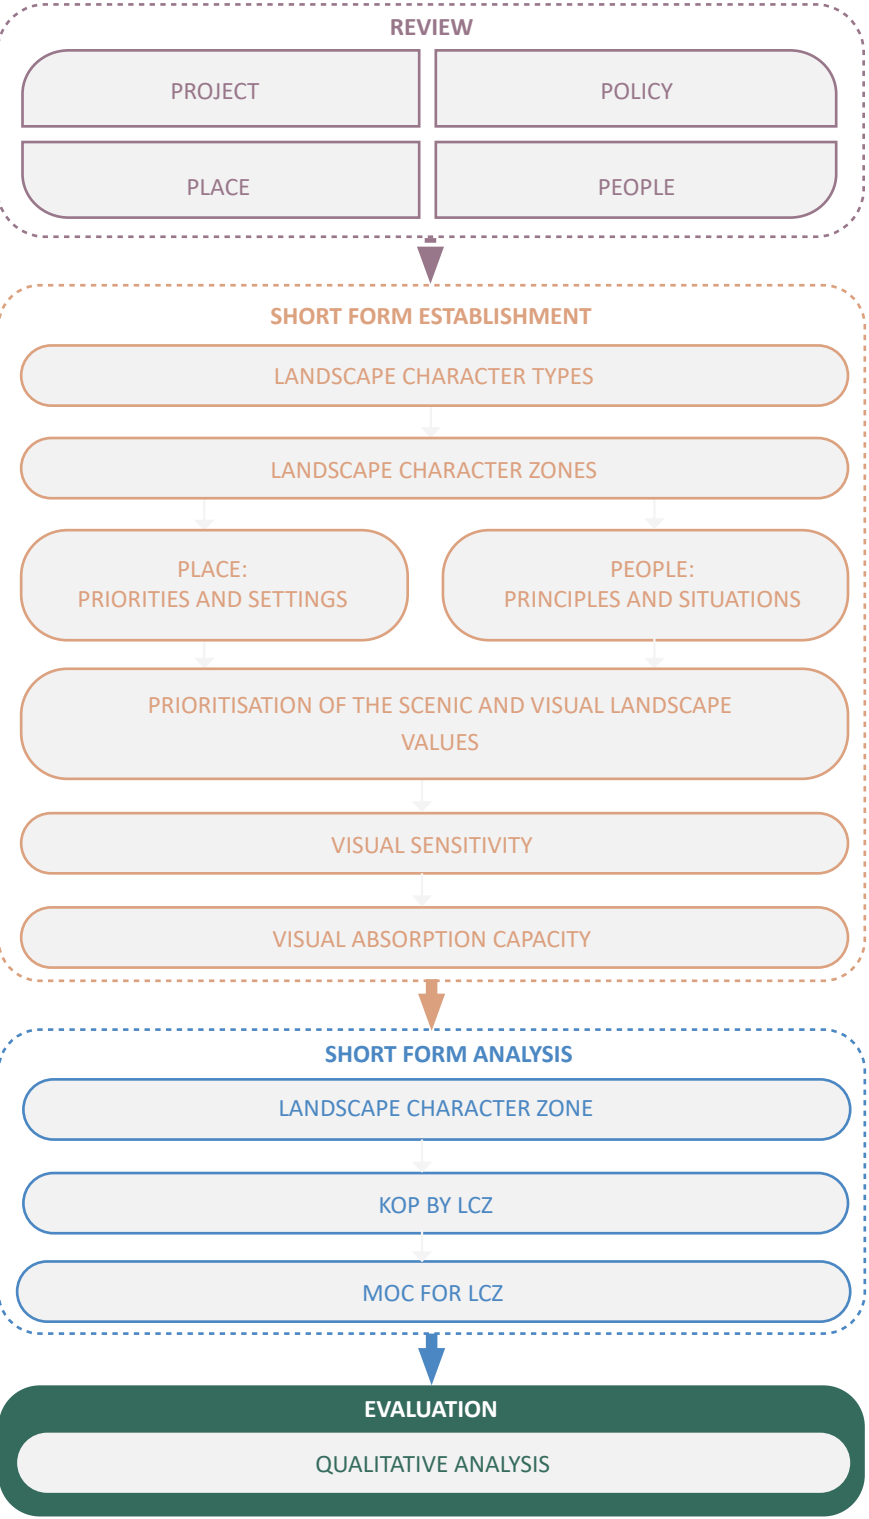 REVIEW
PROJECT
POLICY
PLACE
PEOPLE
SHORT FORM ESTABLISHMENT
LANDSCAPE CHARACTER TYPES
LANDSCAPE CHARACTER ZONES
PLACE:
PRIORITIES AND SETTINGS
PEOPLE:
PRINCIPLES AND SITUATIONS
PRIORITISATION OF THE SCENIC AND VISUAL LANDSCAPE
VALUES
VISUAL SENSITIVITY
VISUAL ABSORPTION CAPACITY
SHORT FORM ANALYSIS
LANDSCAPE CHARACTER ZONE
KOP BY LCZ
MOC FOR LCZ
EVALUATION
QUALITATIVE ANALYSIS